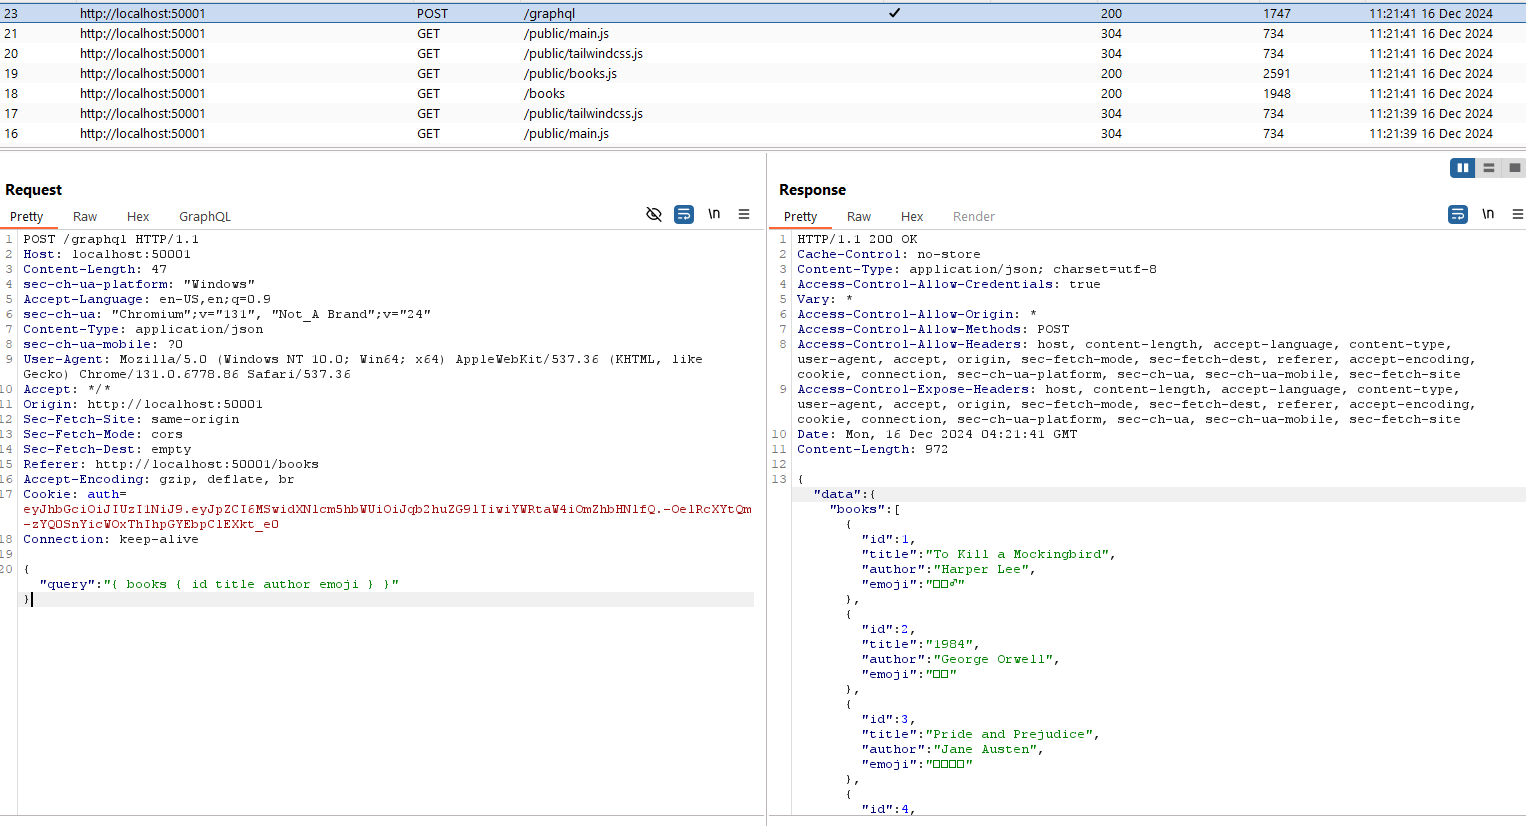 23 http://localhost:50001 POST /graphql ✓ 200 1747 11:21:41 16 Dec 2024
21 http://localhost:50001 GET /public/main.js 304 734 11:21:41 16 Dec 2024
20 http://localhost:50001 GET /public/tailwindcss.js 304 734 11:21:41 16 Dec 2024
19 http://localhost:50001 GET /public/books.js 200 2591 11:21:41 16 Dec 2024
18 http://localhost:50001 GET /books 200 1948 11:21:41 16 Dec 2024
17 http://localhost:50001 GET /public/tailwindcss.js 304 734 11:21:39 16 Dec 2024
16 http://localhost:50001 GET /public/main.js 304 734 11:21:39 16 Dec 2024
Request
Pretty Raw Hex GraphQL \n
1 POST /graphql HTTP/1.1
2 Host: localhost:50001
3 Content-Length: 47
4 sec-ch-ua-platform: "Windows"
5 Accept-Language: en-US,en;q=0.9
6 sec-ch-ua: "Chromium";v="131", "Not_A Brand";v="24"
7 Content-Type: application/json
8 sec-ch-ua-mobile: ?0
9 User-Agent: Mozilla/5.0 (Windows NT 10.0; Win64; x64) AppleWebKit/537.36 (KHTML, like
Gecko) Chrome/131.0.6778.86 Safari/537.36
10 Accept: */*
11 Origin: http://localhost:50001
12 Sec-Fetch-Site: same-origin
13 Sec-Fetch-Mode: cors
14 Sec-Fetch-Dest: empty
15 Referer: http://localhost:50001/books
16 Accept-Encoding: gzip, deflate, br
17 Cookie: auth=
eyJhbGciOiJIUzI1NiJ9.eyJpZCI6MSwidXNlcm5hbWUiOiJqb2huZG9lIiwiYWRtaW4iOmZhbHNlfQ.-OelRcXYtQm
-zYQ0SnYicWOxThIhpGYEbpClEXkt_e0
18 Connection: keep-alive
19
20 {
"query":"{ books { id title author emoji } }"
}
Response
Pretty Raw Hex Render \n
1 HTTP/1.1 200 OK
2 Cache-Control: no-store
3 Content-Type: application/json; charset=utf-8
4 Access-Control-Allow-Credentials: true
5 Vary: *
6 Access-Control-Allow-Origin: *
7 Access-Control-Allow-Methods: POST
8 Access-Control-Allow-Headers: host, content-length, accept-language, content-type,
user-agent, accept, origin, sec-fetch-mode, sec-fetch-dest, referer, accept-encoding,
cookie, connection, sec-ch-ua-platform, sec-ch-ua, sec-ch-ua-mobile, sec-fetch-site
9 Access-Control-Expose-Headers: host, content-length, accept-language, content-type,
user-agent, accept, origin, sec-fetch-mode, sec-fetch-dest, referer, accept-encoding,
cookie, connection, sec-ch-ua-platform, sec-ch-ua, sec-ch-ua-mobile, sec-fetch-site
10 Date: Mon, 16 Dec 2024 04:21:41 GMT
11 Content-Length: 972
12
13 {
"data":{
"books":[
{
"id":1,
"title":"To Kill a Mockingbird",
"author":"Harper Lee",
"emoji":"□□♂"
},
{
"id":2,
"title":"1984",
"author":"George Orwell",
"emoji":"□□"
},
{
"id":3,
"title":"Pride and Prejudice",
"author":"Jane Austen",
"emoji":"□□□□"
},
{
"id":4,